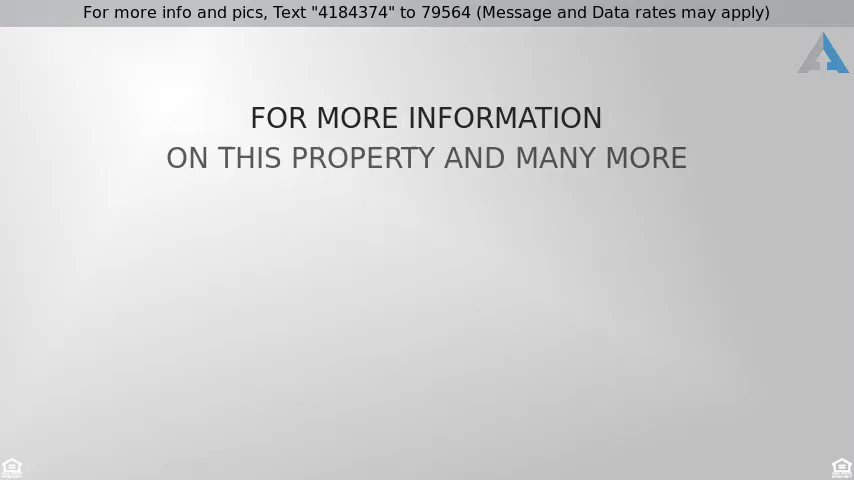 For more info and pics, Text "4184374" to 79564 (Message and Data rates may apply)
FOR MORE INFORMATION
ON THIS PROPERTY AND MANY MORE